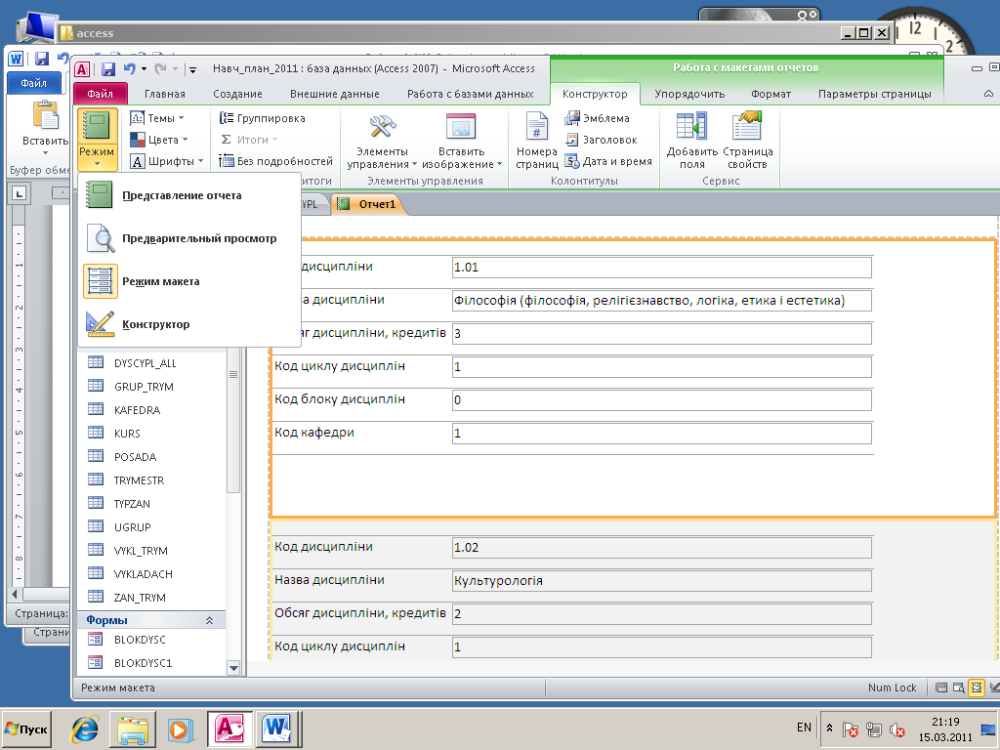 8°
access
12
2
Навч_план_2011 : база данных (Access 2007) - Microsoft Access
Работа с макетами отчетов
Файл
Файл
Главная
Создание
Внешние данные
Работа с базами данных
Конструктор
Упорядочить
Формат
Параметры страницы
Вставить
Буфер обме
Режим
Темы
Цвета
Шрифты
Группировка
Итоги
Без подробностей
итоги
Элементы управления
Вставить изображение
Элементы управления
Номера страниц
Эмблема
Заголовок
Дата и время
Колонтитулы
Добавить поля
Страница свойств
Сервис
Представление отчета
Предварительный просмотр
Режим макета
Конструктор
YPL
Отчет1
дисципліни
1.01
ва дисципліни
Філософія (філософія, релігієзнавство, логіка, етика і естетика)
яг дисципліни, кредитів
3
Код циклу дисциплін
1
Код блоку дисциплін
0
Код кафедри
1
Код дисципліни
1.02
Назва дисципліни
Культурологія
Обсяг дисципліни, кредитів
2
Код циклу дисциплін
1
DYSCYPL_ALL
GRUP_TRYM
KAFEDRA
KURS
POSADA
TRYMESTR
TYPZAN
UGRUP
VYKL_TRYM
VYKLADACH
ZAN_TRYM
Формы
BLOKDYSC
BLOKDYSC1
Страница:
Страни
Режим макета
Num Lock
Пуск
EN
21:19
15.03.2011